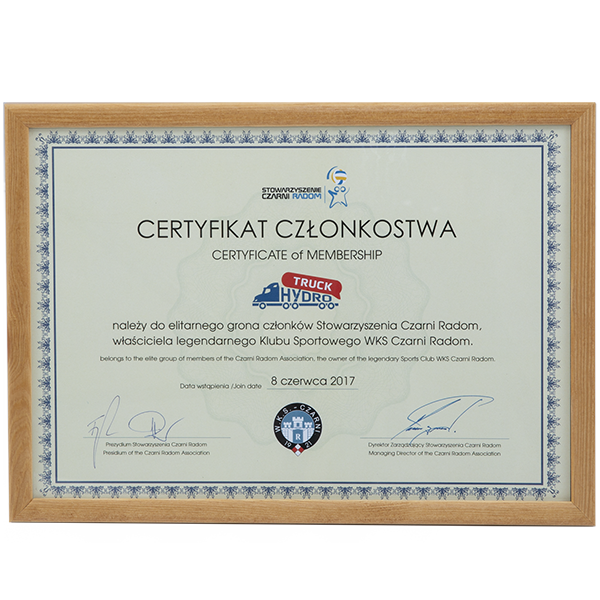 STOWARZYSZENIE
CZARNI RADOM
CERTYFIKAT CZŁONKOSTWA
CERTYFICATE of MEMBERSHIP
TRUCK
HYDRO
należy do elitarnego grona członków Stowarzyszenia Czarni Radom,
właściciela legendarnego Klubu Sportowego WKS Czarni Radom.
belongs to the elite group of members of the Czarni Radom Association, the owner of the legendary Sports Club WKS Czarni Radom.
Data wstąpienia /Join date 8 czerwca 2017
WKS - CZARNI
R
Prezydium Stowarzyszenia Czarni Radom
Presidium of the Czarni Radom Association
Dyrektor Zarządzający Stowarzyszenia Czarni Radom
Managing Director of the Czarni Radom Association